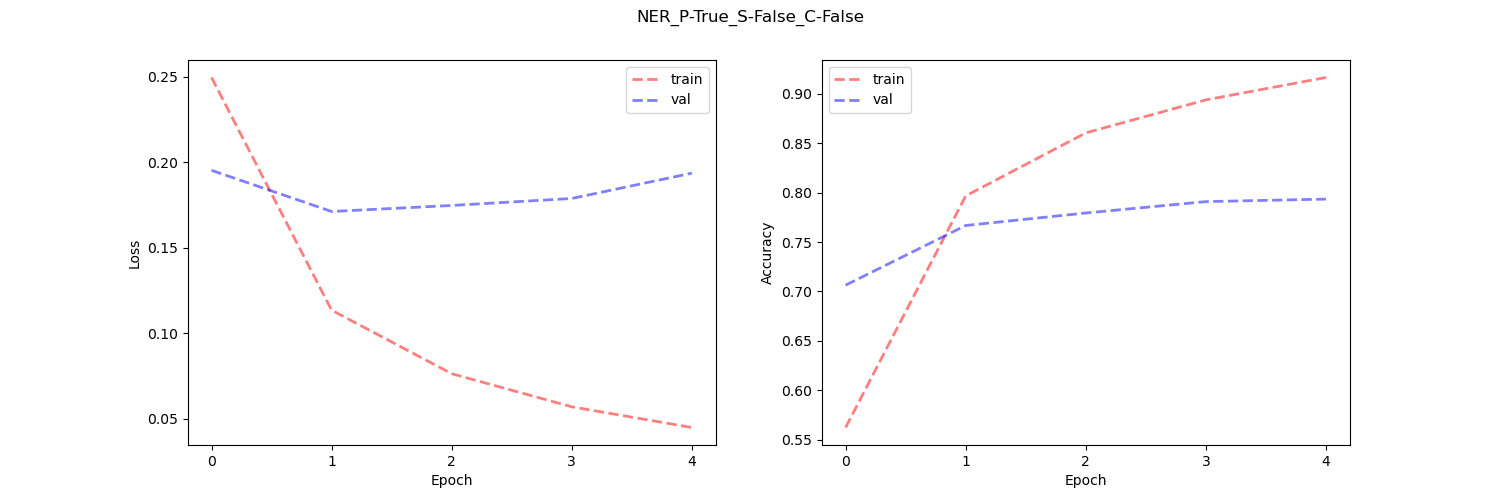 NER_P-True_S-False_C-False
0.25
0.20
0.15
0.10
0.05
Loss
0 1 2 3 4
Epoch
train
val
0.90
0.85
0.80
0.75
0.70
0.65
0.60
0.55
Accuracy
0 1 2 3 4
Epoch
train
val